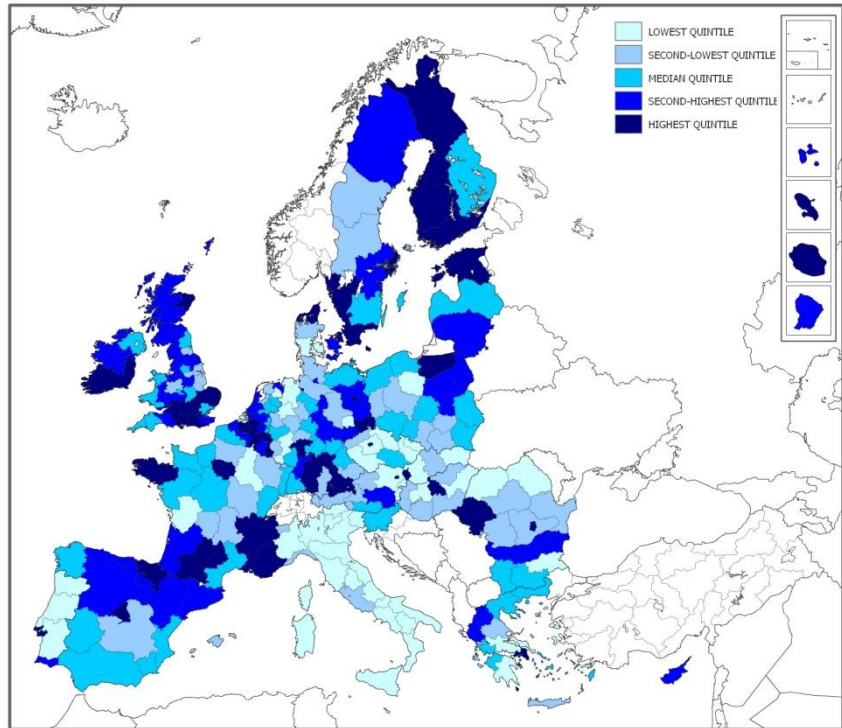 LOWEST QUINTILE
SECOND-LOWEST QUINTILE
MEDIAN QUINTILE
SECOND-HIGHEST QUINTILE
HIGHEST QUINTILE